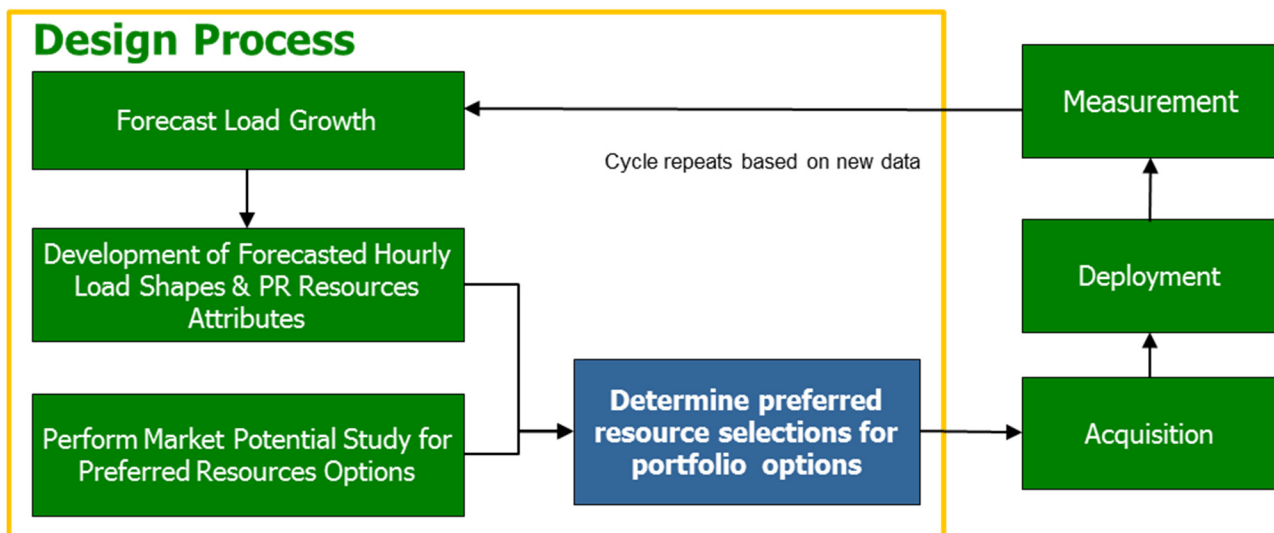 Design Process
Forecast Load Growth
Cycle repeats based on new data
Development of Forecasted Hourly
Load Shapes & PR Resources
Attributes
Perform Market Potential Study for
Preferred Resources Options
Determine preferred
resource selections for
portfolio options
Measurement
Deployment
Acquisition